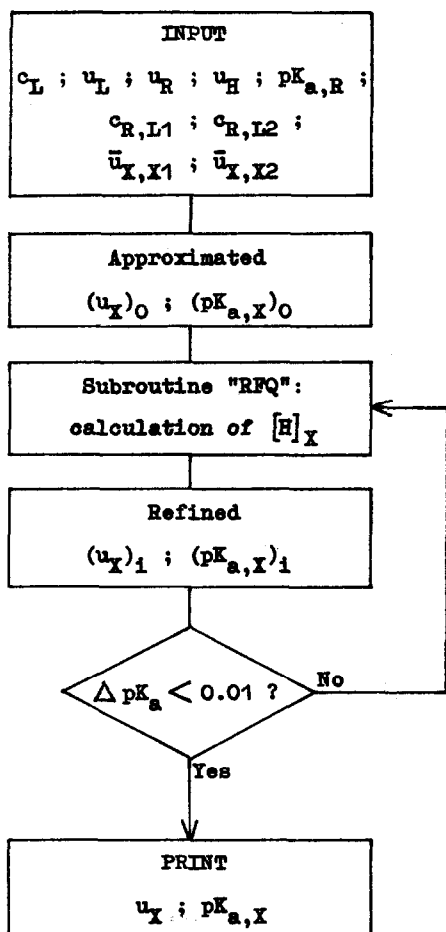 INPUT
c_L ; u_L ; u_R ; u_H ; pK_a,R ;
c_R,L1 ; c_R,L2 ;
ū_X,X1 ; ū_X,X2
Approximated
(u_X)_0 ; (pK_a,X)_0
Subroutine "RFQ":
calculation of [H]_X
Refined
(u_X)_i ; (pK_a,X)_i
Δ pK_a < 0.01 ?
No
Yes
PRINT
u_X ; pK_a,X